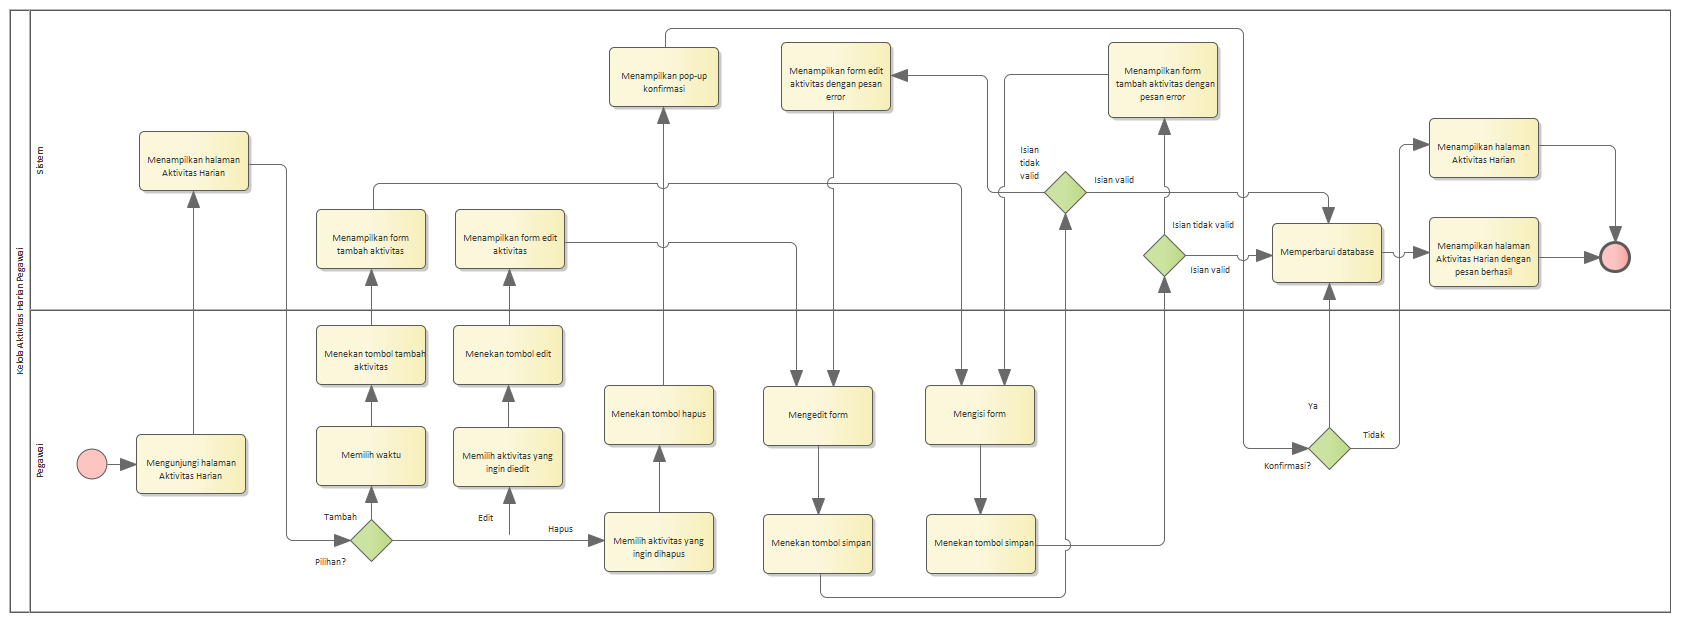 Kelola Aktivitas Harian Pegawai
Sistem
Menampilkan halaman
Aktivitas Harian
Menampilkan form
tambah aktivitas
Menampilkan form edit
aktivitas
Menampilkan pop-up
konfirmasi
Menampilkan form edit
aktivitas dengan pesan
error
Menampilkan form
tambah aktivitas dengan
pesan error
Isian
tidak
valid
Isian valid
Isian tidak valid
Isian valid
Memperbarui database
Menampilkan halaman
Aktivitas Harian
Menampilkan halaman
Aktivitas Harian dengan
pesan berhasil
Pegawai
Mengunjungi halaman
Aktivitas Harian
Menekan tombol tambah
aktivitas
Memilih waktu
Tambah
Pilihan?
Menekan tombol edit
Memilih aktivitas yang
ingin diedit
Edit
Hapus
Menekan tombol hapus
Memilih aktivitas yang
ingin dihapus
Mengedit form
Menekan tombol simpan
Mengisi form
Menekan tombol simpan
Ya
Tidak
Konfirmasi?